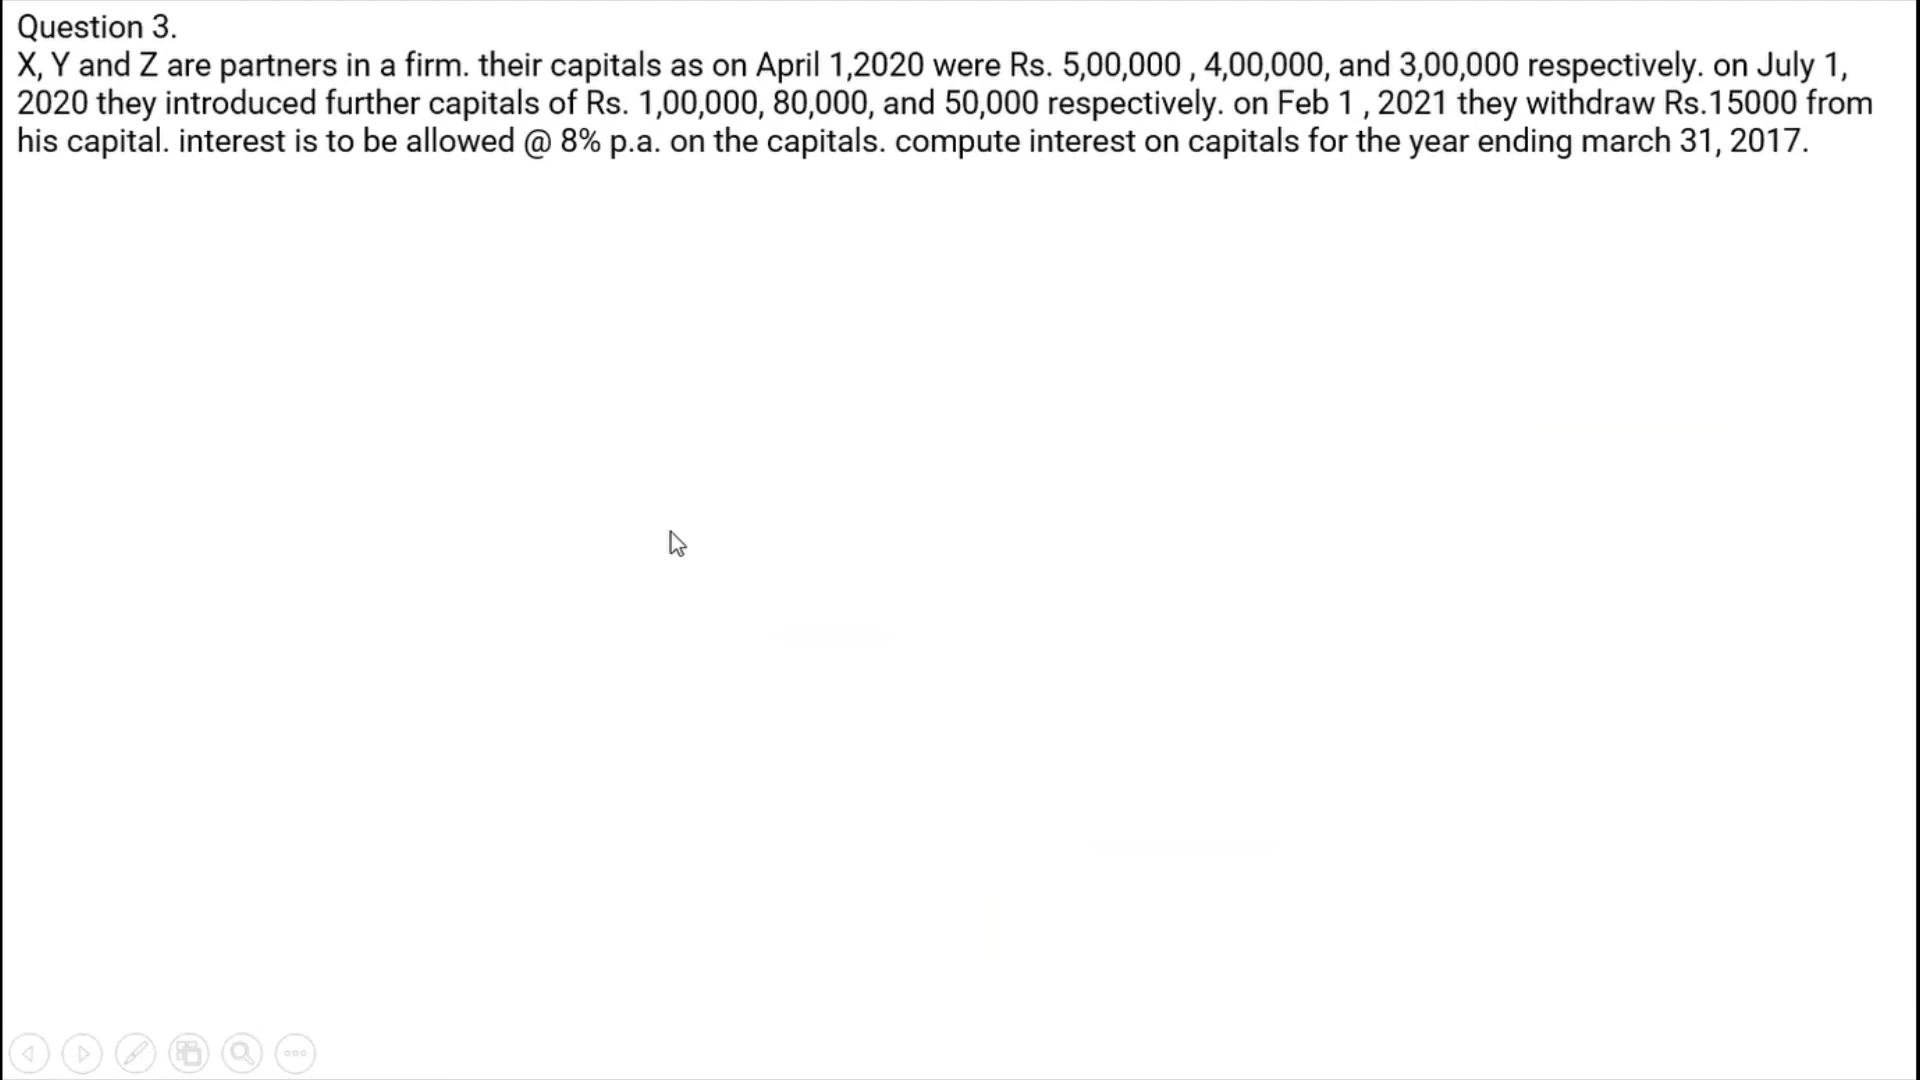 Question 3.
X, Y and Z are partners in a firm. their capitals as on April 1,2020 were Rs. 5,00,000 , 4,00,000, and 3,00,000 respectively. on July 1,
2020 they introduced further capitals of Rs. 1,00,000, 80,000, and 50,000 respectively. on Feb 1 , 2021 they withdraw Rs.15000 from
his capital. interest is to be allowed @ 8% p.a. on the capitals. compute interest on capitals for the year ending march 31, 2017.